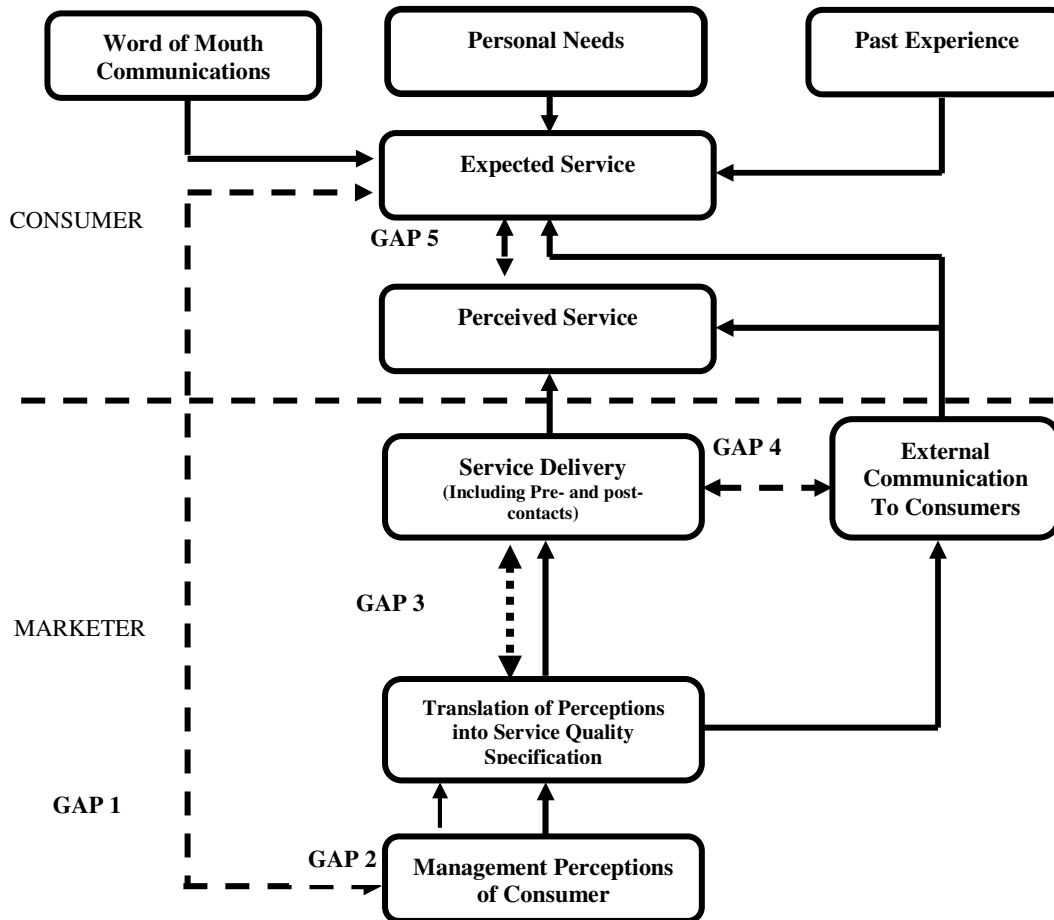 Word of Mouth
Communications
Personal Needs
Past Experience
Expected Service
CONSUMER
GAP 5
Perceived Service
Service Delivery
(Including Pre- and post-
contacts)
GAP 4
External
Communication
To Consumers
GAP 3
MARKETER
Translation of Perceptions
into Service Quality
Specification
GAP 1
GAP 2
Management Perceptions
of Consumer